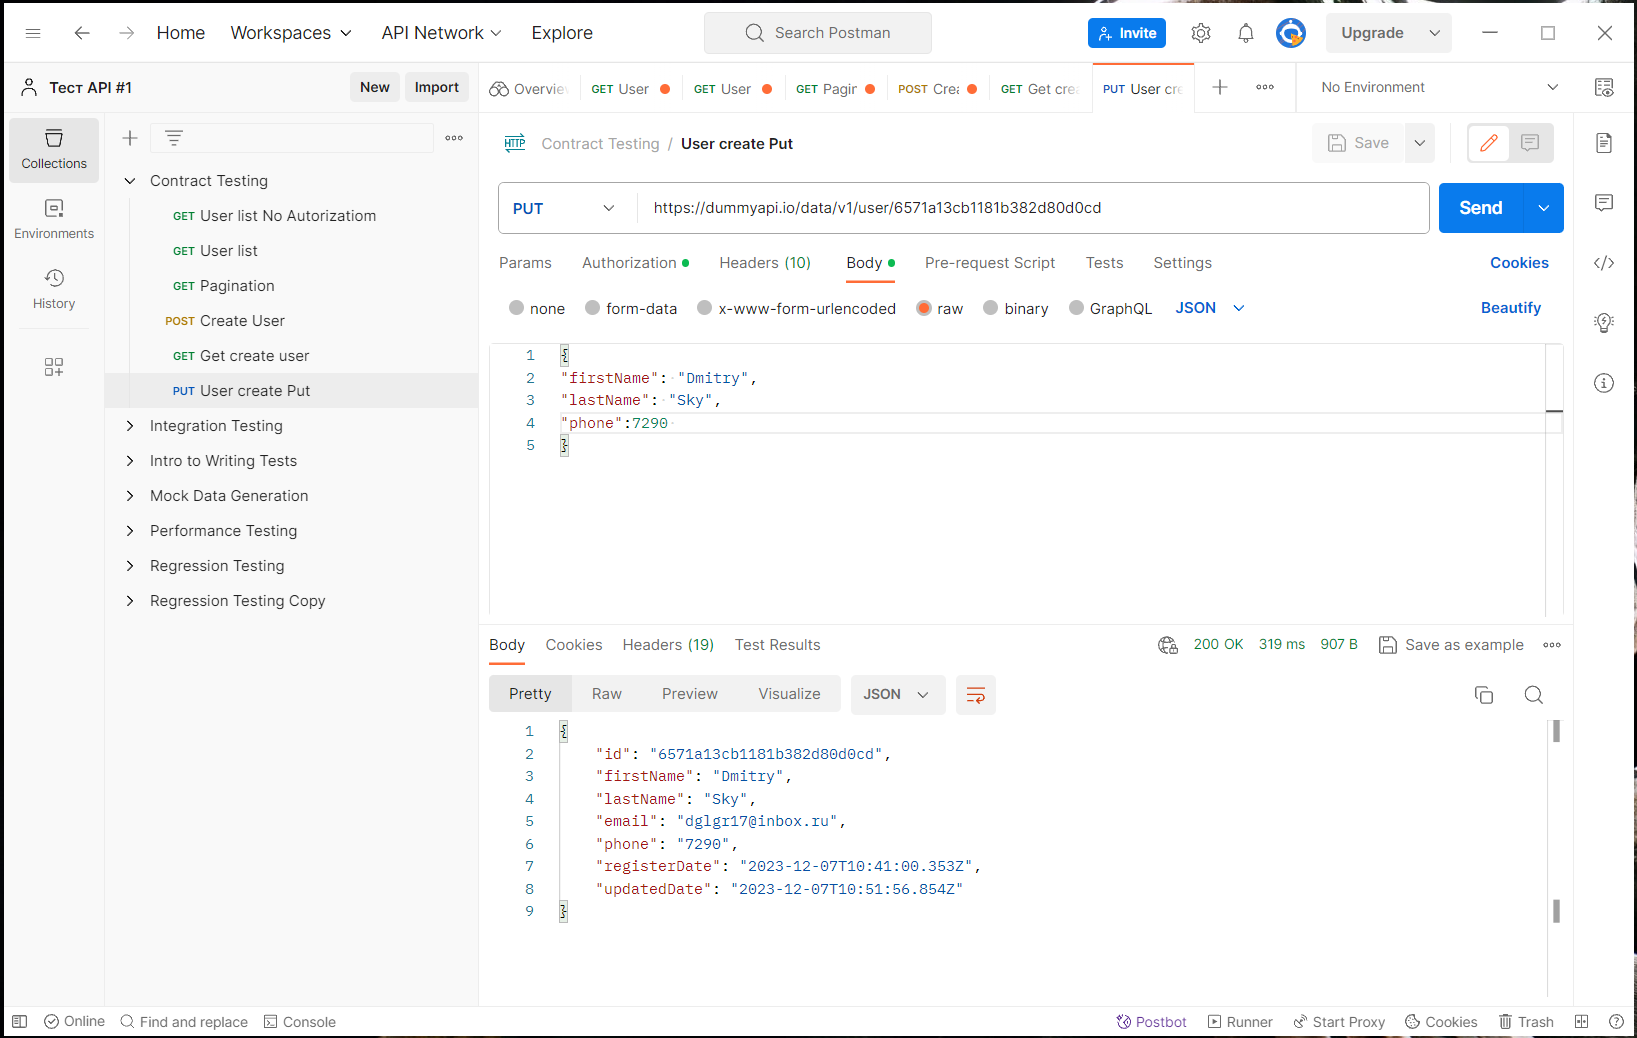 Home Workspaces API Network Explore Search Postman Invite Upgrade
Тест API #1 New Import
Overview GET User GET User GET Pagin POST Crea GET Get crea PUT User cre No Environment
Collections
Environments
History
Contract Testing
GET User list No Autorizatiom
GET User list
GET Pagination
POST Create User
GET Get create user
PUT User create Put
Integration Testing
Intro to Writing Tests
Mock Data Generation
Performance Testing
Regression Testing
Regression Testing Copy
HTTP Contract Testing / User create Put Save
PUT https://dummyapi.io/data/v1/user/6571a13cb1181b382d80d0cd Send
Params Authorization Headers (10) Body Pre-request Script Tests Settings Cookies
none form-data x-www-form-urlencoded raw binary GraphQL JSON Beautify
1 {
2 "firstName": "Dmitry",
3 "lastName": "Sky",
4 "phone":7290
5 }
Body Cookies Headers (19) Test Results 200 OK 319 ms 907 B Save as example
Pretty Raw Preview Visualize JSON
1 {
2 "id": "6571a13cb1181b382d80d0cd",
3 "firstName": "Dmitry",
4 "lastName": "Sky",
5 "email": "dglgr17@inbox.ru",
6 "phone": "7290",
7 "registerDate": "2023-12-07T10:41:00.353Z",
8 "updatedDate": "2023-12-07T10:51:56.854Z"
9 }
Online Find and replace Console Postbot Runner Start Proxy Cookies Trash